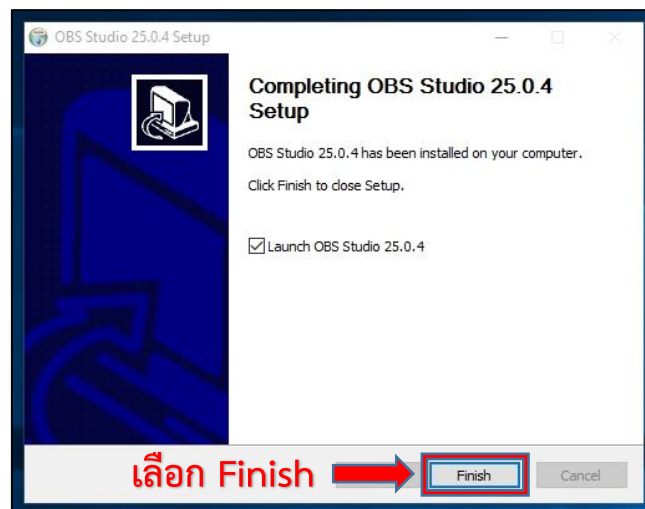 OBS Studio 25.0.4 Setup
Completing OBS Studio 25.0.4
Setup
OBS Studio 25.0.4 has been installed on your computer.
Click Finish to close Setup.
Launch OBS Studio 25.0.4
เลือก Finish
Finish
Cancel